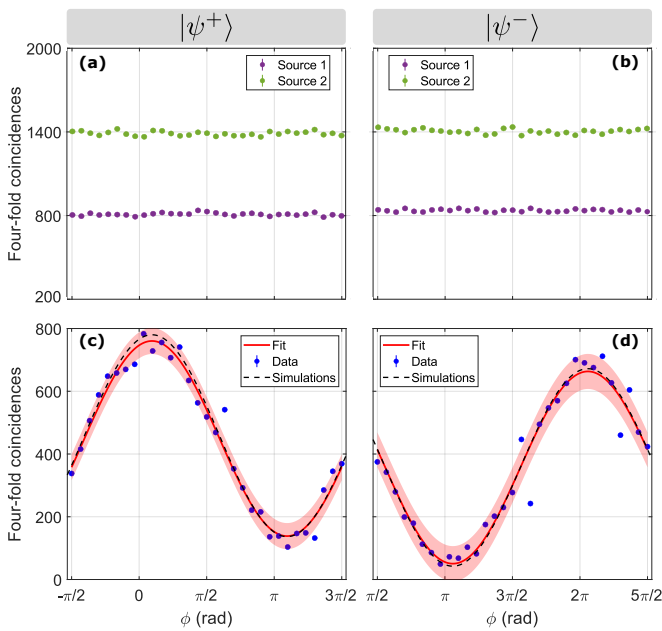 |ψ⁺⟩ |ψ⁻⟩
2000
1400
800
200
Four-fold coincidences
(a)
Source 1
Source 2
(b)
Source 1
Source 2
800
600
400
200
0
Four-fold coincidences
(c)
Fit
Data
Simulations
(d)
Fit
Data
Simulations
-π/2 0 π/2 π 3π/2
ϕ (rad)
π/2 π 3π/2 2π 5π/2
ϕ (rad)